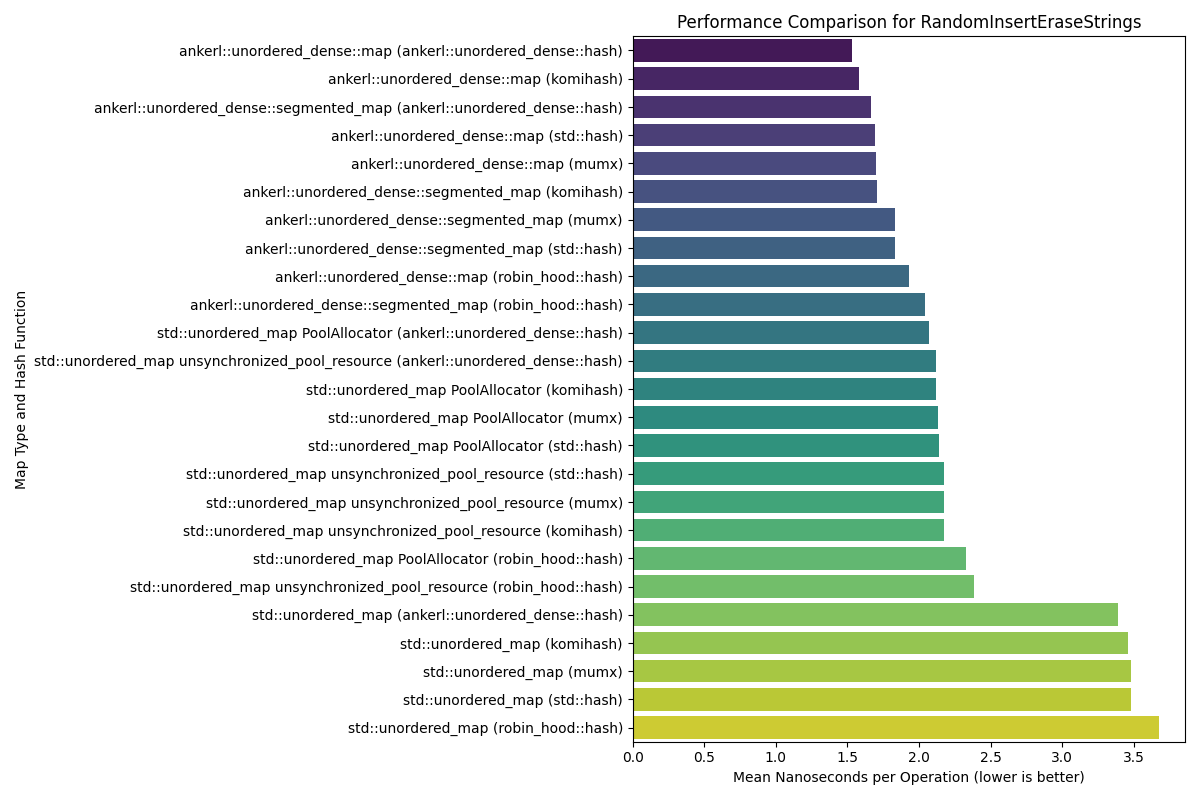 Performance Comparison for RandomInsertEraseStrings
Map Type and Hash Function
ankerl::unordered_dense::map (ankerl::unordered_dense::hash)
ankerl::unordered_dense::map (komihash)
ankerl::unordered_dense::segmented_map (ankerl::unordered_dense::hash)
ankerl::unordered_dense::map (std::hash)
ankerl::unordered_dense::map (mumx)
ankerl::unordered_dense::segmented_map (komihash)
ankerl::unordered_dense::segmented_map (mumx)
ankerl::unordered_dense::segmented_map (std::hash)
ankerl::unordered_dense::map (robin_hood::hash)
ankerl::unordered_dense::segmented_map (robin_hood::hash)
std::unordered_map PoolAllocator (ankerl::unordered_dense::hash)
std::unordered_map unsynchronized_pool_resource (ankerl::unordered_dense::hash)
std::unordered_map PoolAllocator (komihash)
std::unordered_map PoolAllocator (mumx)
std::unordered_map PoolAllocator (std::hash)
std::unordered_map unsynchronized_pool_resource (std::hash)
std::unordered_map unsynchronized_pool_resource (mumx)
std::unordered_map unsynchronized_pool_resource (komihash)
std::unordered_map PoolAllocator (robin_hood::hash)
std::unordered_map unsynchronized_pool_resource (robin_hood::hash)
std::unordered_map (ankerl::unordered_dense::hash)
std::unordered_map (komihash)
std::unordered_map (mumx)
std::unordered_map (std::hash)
std::unordered_map (robin_hood::hash)
0.0 0.5 1.0 1.5 2.0 2.5 3.0 3.5
Mean Nanoseconds per Operation (lower is better)